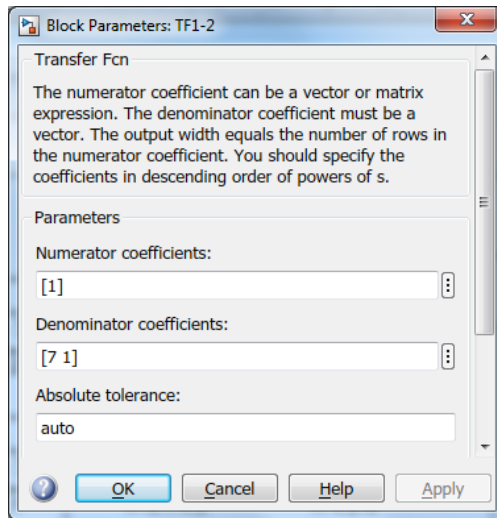 Block Parameters: TF1-2
Transfer Fcn
The numerator coefficient can be a vector or matrix
expression. The denominator coefficient must be a
vector. The output width equals the number of rows in
the numerator coefficient. You should specify the
coefficients in descending order of powers of s.
Parameters
Numerator coefficients:
[1]
Denominator coefficients:
[7 1]
Absolute tolerance:
auto
OK Cancel Help Apply